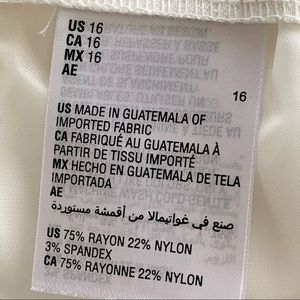 US 16
CA 16
MX 16
AE
16
US MADE IN GUATEMALA OF
IMPORTED FABRIC
CA FABRIQUÉ AU GUATEMALA À
PARTIR DE TISSU IMPORTÉ
MX HECHO EN GUATEMALA DE TELA
IMPORTADA
AE
صنع في غواتيمالا من أقمشة مستوردة
US 75% RAYON 22% NYLON
3% SPANDEX
CA 75% RAYONNE 22% NYLON